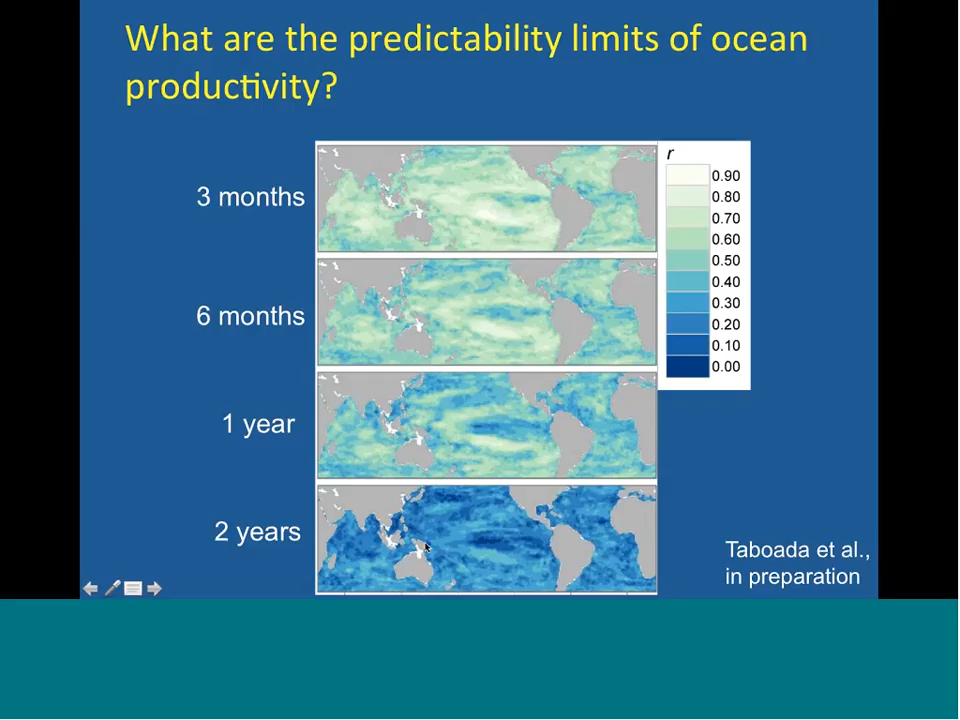 What are the predictability limits of ocean
productivity?
3 months
6 months
1 year
2 years
r
0.90
0.80
0.70
0.60
0.50
0.40
0.30
0.20
0.10
0.00
Taboada et al.,
in preparation